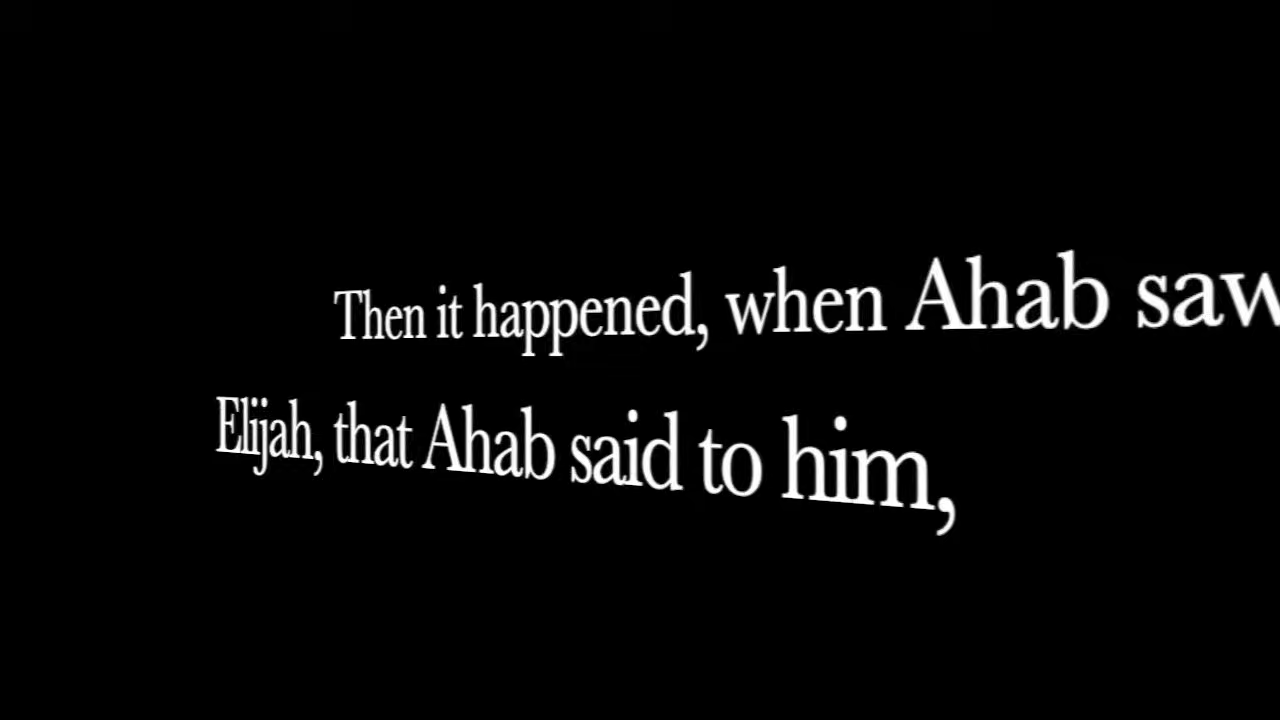 Then it happened, when Ahab saw
Elijah, that Ahab said to him,